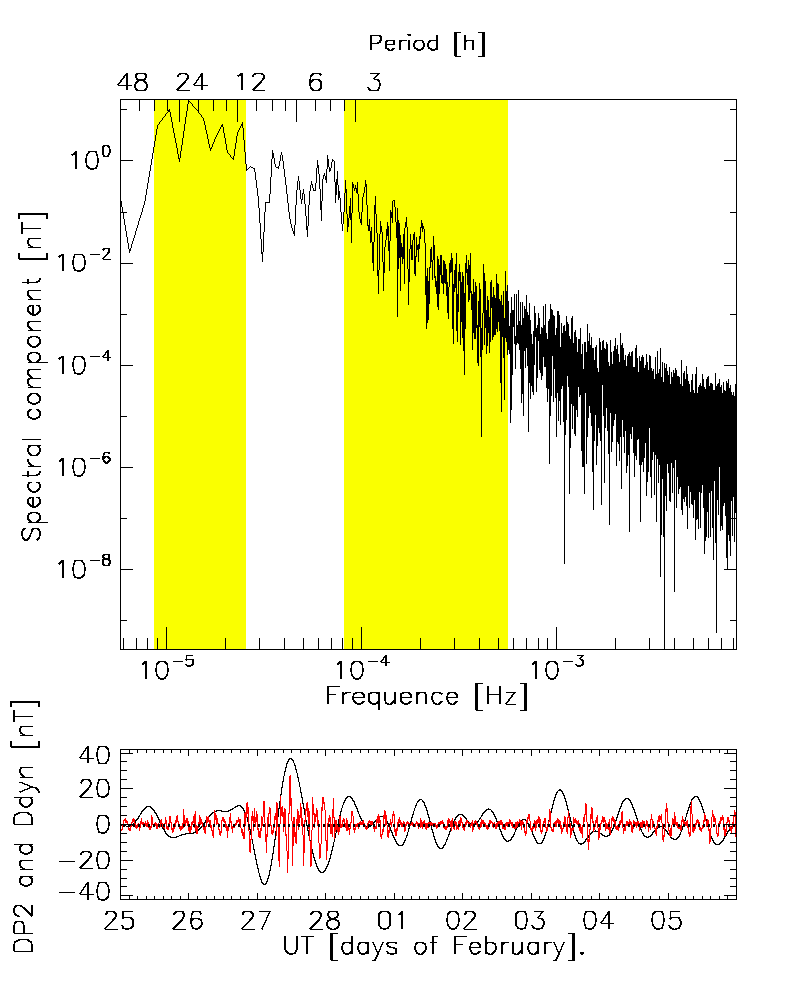 Period [h]
48 24 12 6 3
10^0
10^-2
10^-4
10^-6
10^-8
Spectral component [nT]
10^-5 10^-4 10^-3
Frequence [Hz]
40
20
0
-20
-40
DP2 and Ddyn [nT]
25 26 27 28 01 02 03 04 05
UT [days of February].